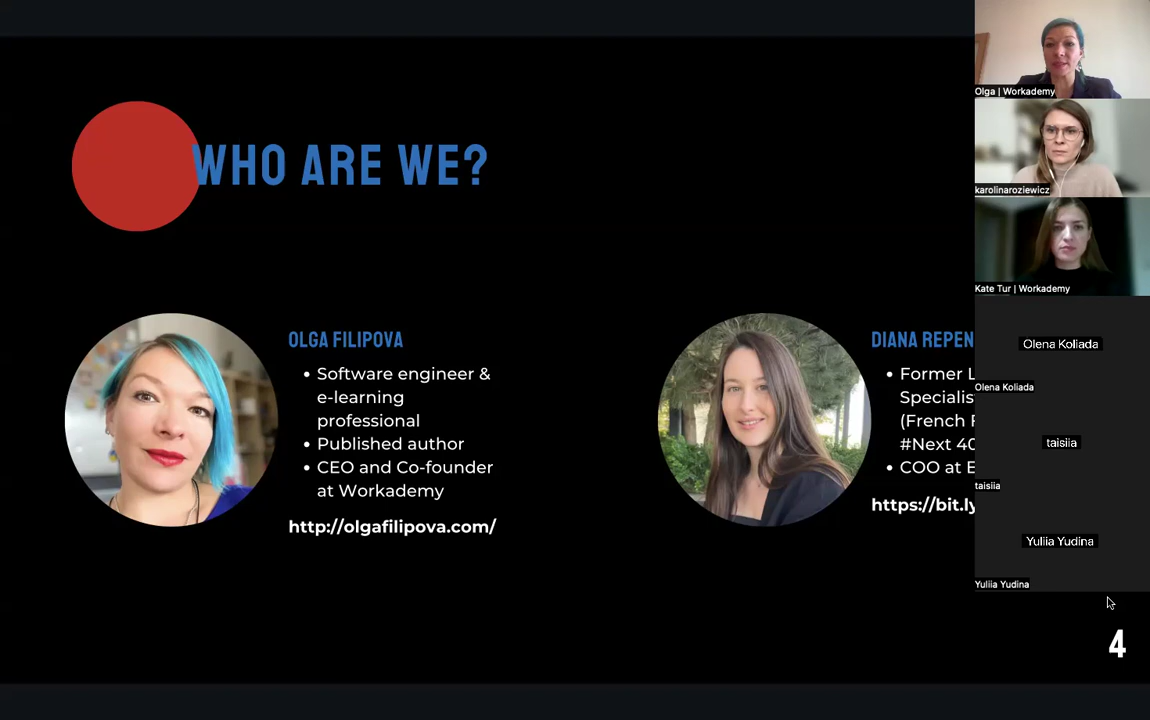 WHO ARE WE?
OLGA FILIPOVA
• Software engineer &
e-learning
professional
• Published author
• CEO and Co-founder
at Workademy
http://olgafilipova.com/
DIANA REPEN
• Former L
Specialis
(French F
#Next 40
• COO at E
https://bit.ly
Olga | Workademy
karolinaroziewicz
Kate Tur | Workademy
Olena Koliada
Olena Koliada
taisiia
taisiia
Yuliia Yudina
Yuliia Yudina
4